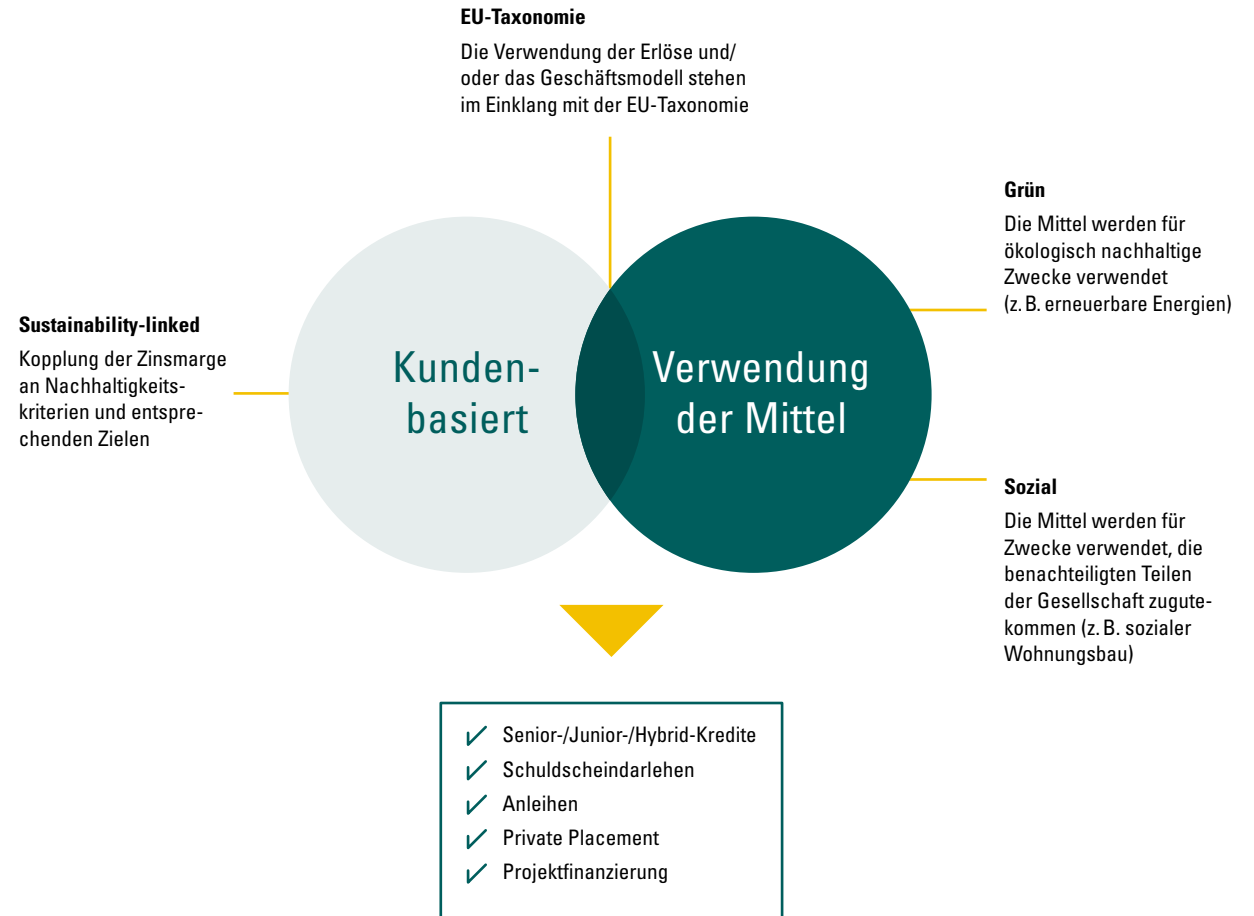 EU-Taxonomie
Die Verwendung der Erlöse und/
oder das Geschäftsmodell stehen
im Einklang mit der EU-Taxonomie
Grün
Die Mittel werden für
ökologisch nachhaltige
Zwecke verwendet
(z. B. erneuerbare Energien)
Sustainability-linked
Kopplung der Zinsmarge
an Nachhaltigkeits-
kriterien und entspre-
chenden Zielen
Kunden-
basiert
Verwendung
der Mittel
Sozial
Die Mittel werden für
Zwecke verwendet, die
benachteiligten Teilen
der Gesellschaft zugute-
kommen (z. B. sozialer
Wohnungsbau)
✓ Senior-/Junior-/Hybrid-Kredite
✓ Schuldscheindarlehen
✓ Anleihen
✓ Private Placement
✓ Projektfinanzierung